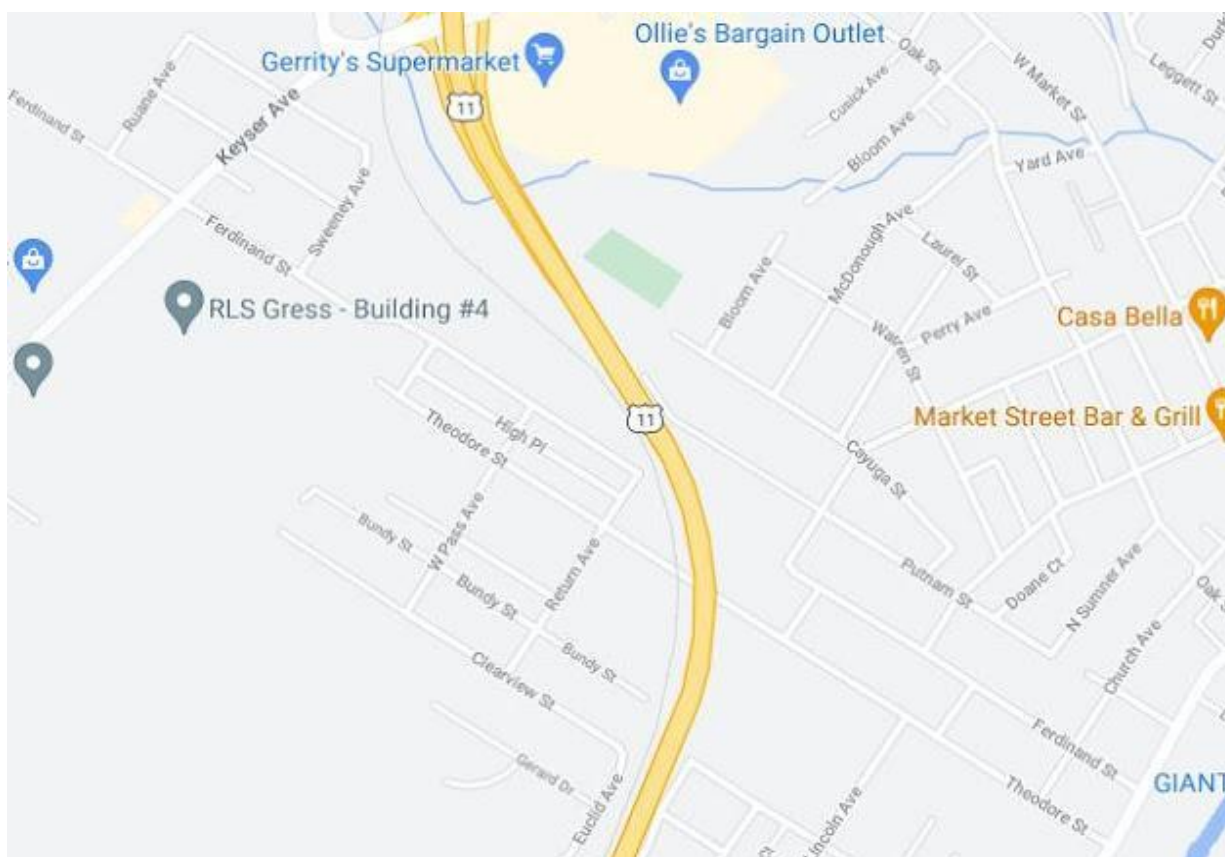 Ollie's Bargain Outlet
Gerrity's Supermarket
Oak St
W Market St
Leggett St
Cusick Ave
Ruane Ave
Ferdinand St
Keyser Ave
11
Bloom Ave
Yard Ave
Sweeney Ave
Ferdinand St
McDonough Ave
Laurel St
Bloom Ave
RLS Gress - Building #4
Warren St
Perry Ave
Casa Bella
11
Market Street Bar & Grill
Theodore St
High Pl
Cayuga St
W Pass Ave
Bundy St
Return Ave
Putnam St
Doane Ct
N Sumner Ave
Oak
Bundy St
Bundy St
Church Ave
Clearview St
Ferdinand St
Gerard Dr
Euclid Ave
Theodore St
GIANT